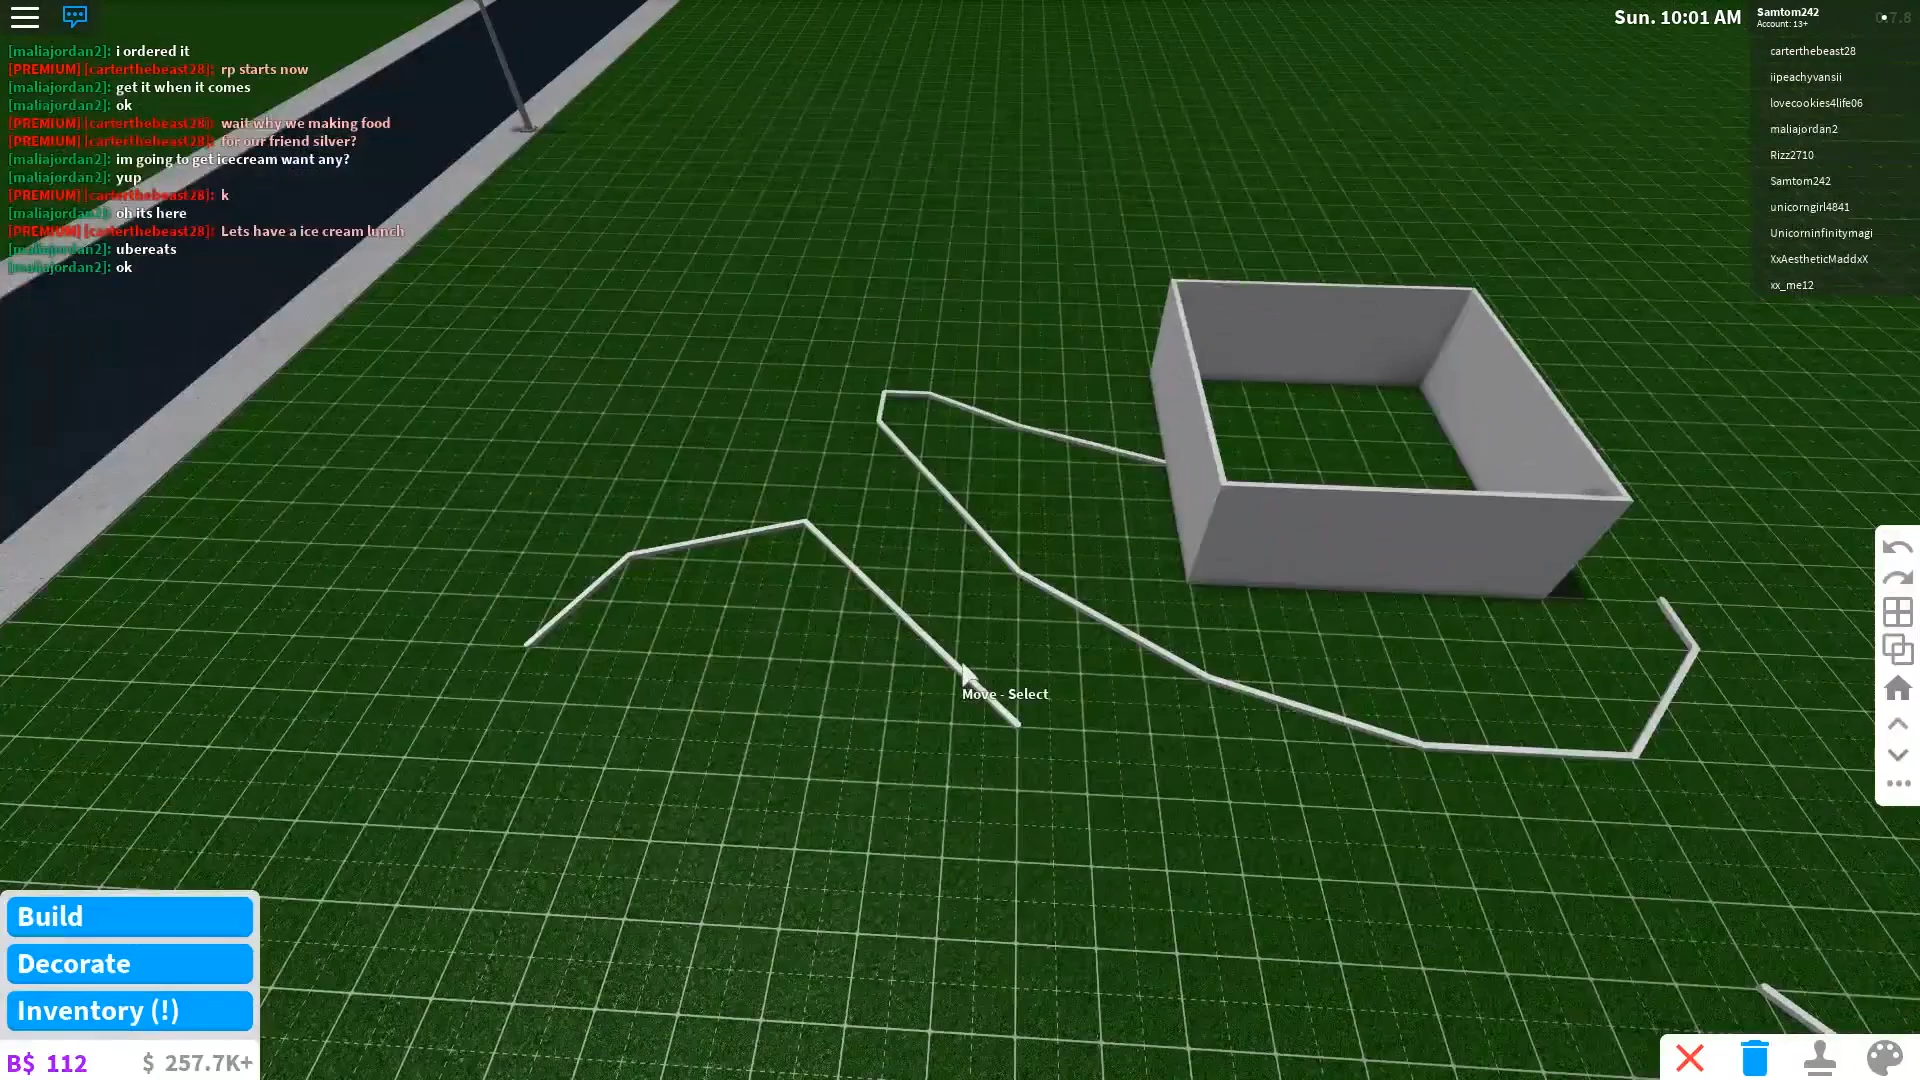 Sun. 10:01 AM
Samtom242
Account: 13+
0.7.8
[maliajordan2]: i ordered it
[PREMIUM] [carterthebeast28]: rp starts now
[maliajordan2]: get it when it comes
[maliajordan2]: ok
[PREMIUM] [carterthebeast28]: wait why we making food
[PREMIUM] [carterthebeast28]: for our friend silver?
[maliajordan2]: im going to get icecream want any?
[maliajordan2]: yup
[PREMIUM] [carterthebeast28]: k
[maliajordan2]: oh its here
[PREMIUM] [carterthebeast28]: Lets have a ice cream lunch
[maliajordan2]: ubereats
[maliajordan2]: ok
carterthebeast28
iipeachyvansii
lovecookies4life06
maliajordan2
Rizz2710
Samtom242
unicorngirl4841
Unicorninfinitymagi
XxAestheticMaddxX
xx_me12
Move - Select
Build
Decorate
Inventory (!)
B$ 112
$ 257.7K+